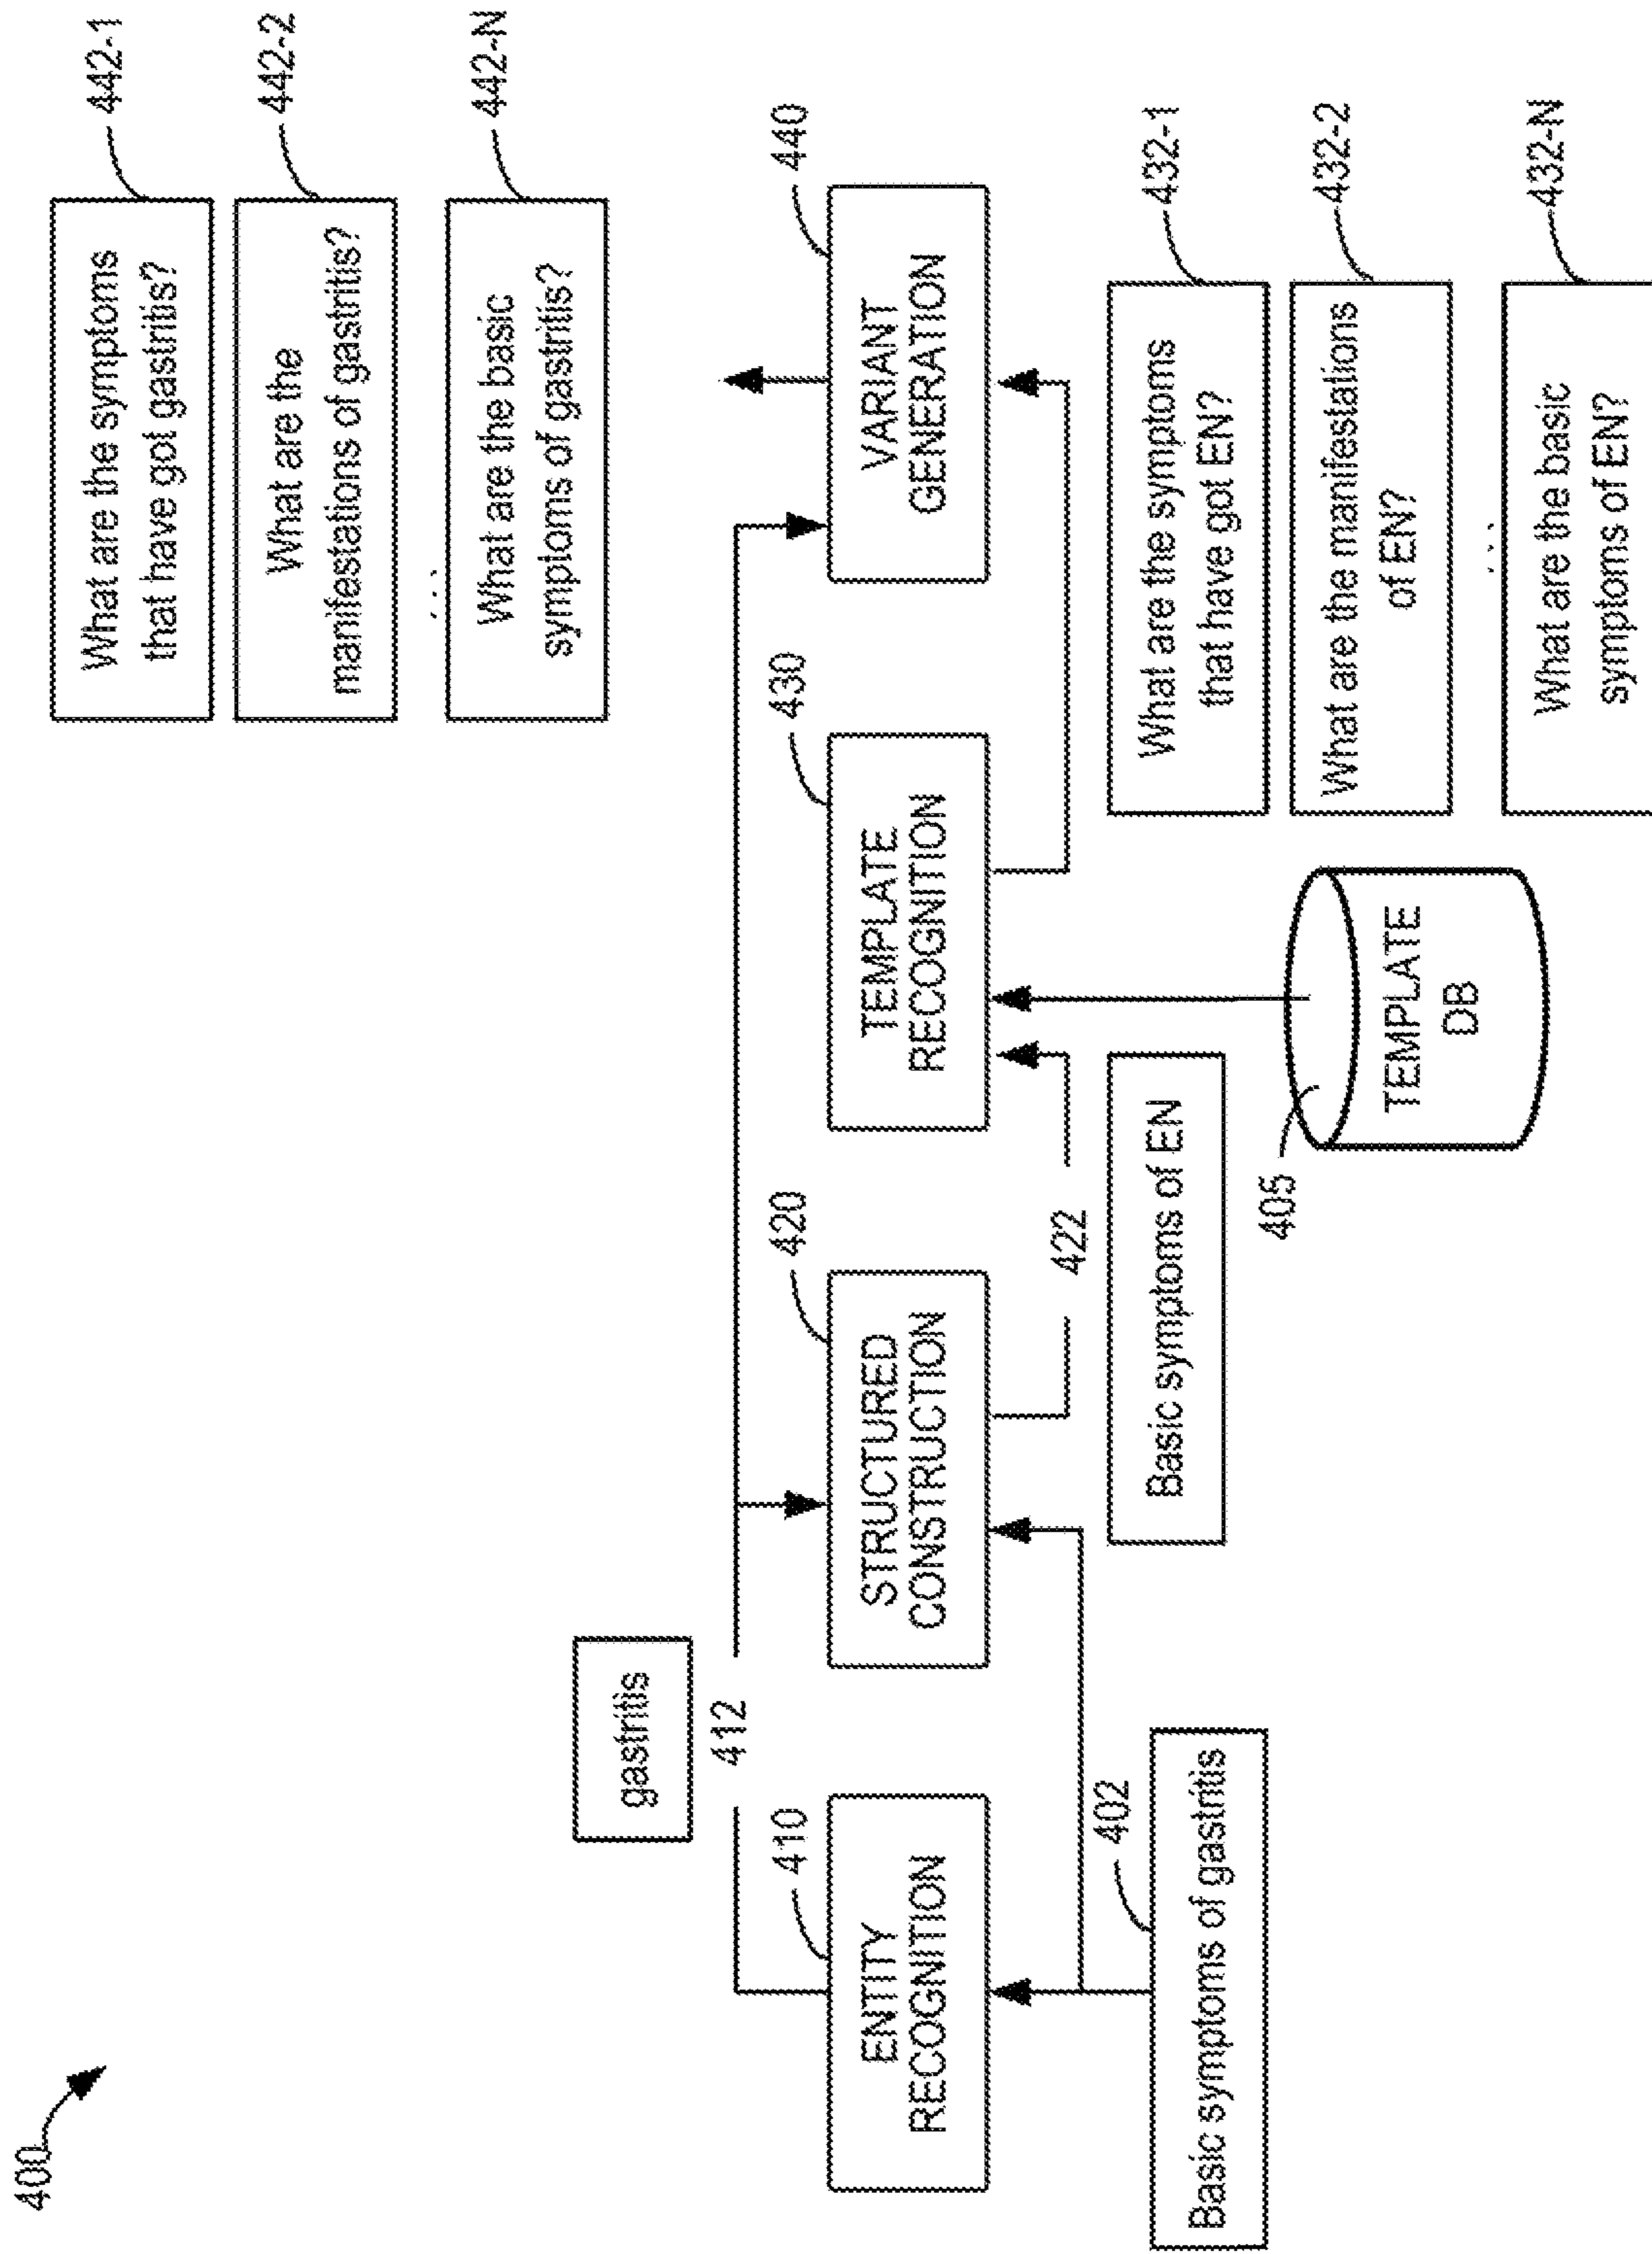 400
What are the symptoms
that have got gastritis?
442-1
What are the
manifestations of gastritis?
442-2
...
What are the basic
symptoms of gastritis?
442-N
gastritis
412
410
ENTITY
RECOGNITION
420
STRUCTURED
CONSTRUCTION
430
TEMPLATE
RECOGNITION
440
VARIANT
GENERATION
422
402
Basic symptoms of gastritis
Basic symptoms of EN
405
TEMPLATE
DB
What are the symptoms
that have got EN?
432-1
What are the manifestations
of EN?
432-2
...
What are the basic
symptoms of EN?
432-N